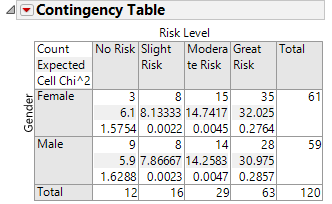 Contingency Table
Risk Level
Count
Expected
Cell Chi^2
No Risk Slight Risk Modera te Risk Great Risk Total
Gender
Female 3 8 15 35 61
6.1 8.13333 14.7417 32.025
1.5754 0.0022 0.0045 0.2764
Male 9 8 14 28 59
5.9 7.86667 14.2583 30.975
1.6288 0.0023 0.0047 0.2857
Total 12 16 29 63 120